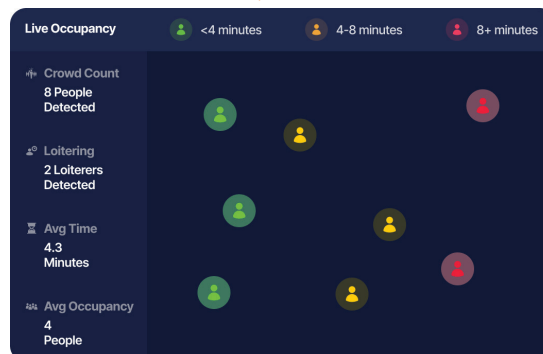 Live Occupancy
<4 minutes
4-8 minutes
8+ minutes
Crowd Count
8 People
Detected
Loitering
2 Loiterers
Detected
Avg Time
4.3
Minutes
Avg Occupancy
4
People